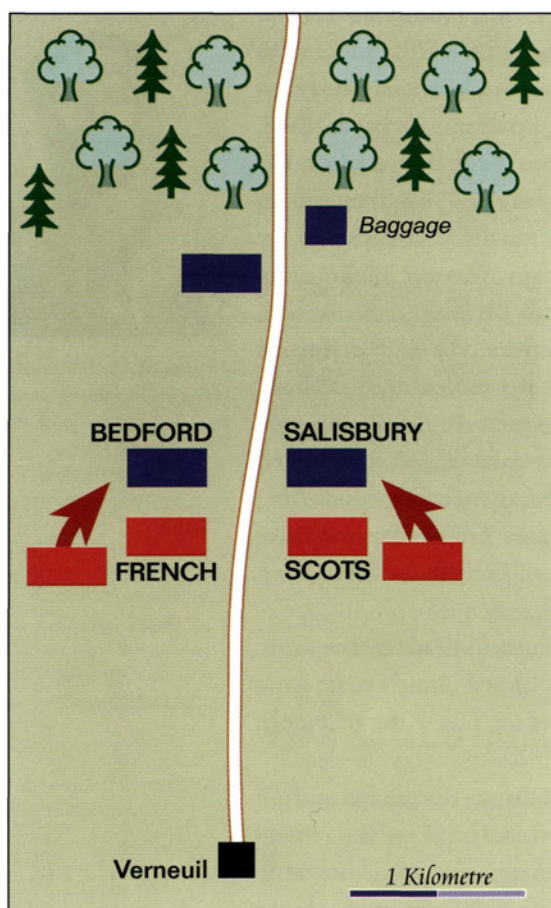 Baggage
BEDFORD SALISBURY
FRENCH SCOTS
Verneuil
1 Kilometre